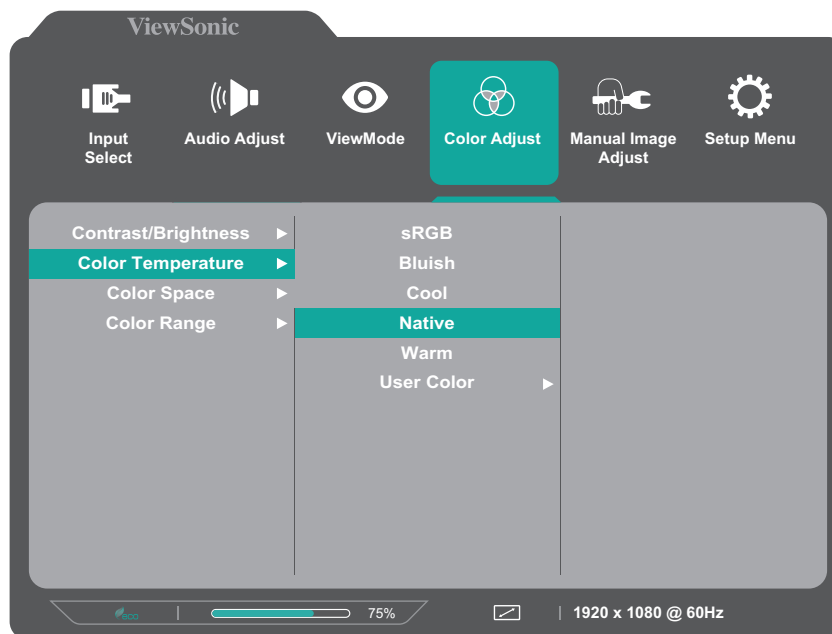 ViewSonic
Input
Select
Audio Adjust
ViewMode
Color Adjust
Manual Image
Adjust
Setup Menu
Contrast/Brightness
Color Temperature
Color Space
Color Range
sRGB
Bluish
Cool
Native
Warm
User Color
eco
75%
1920 x 1080 @ 60Hz